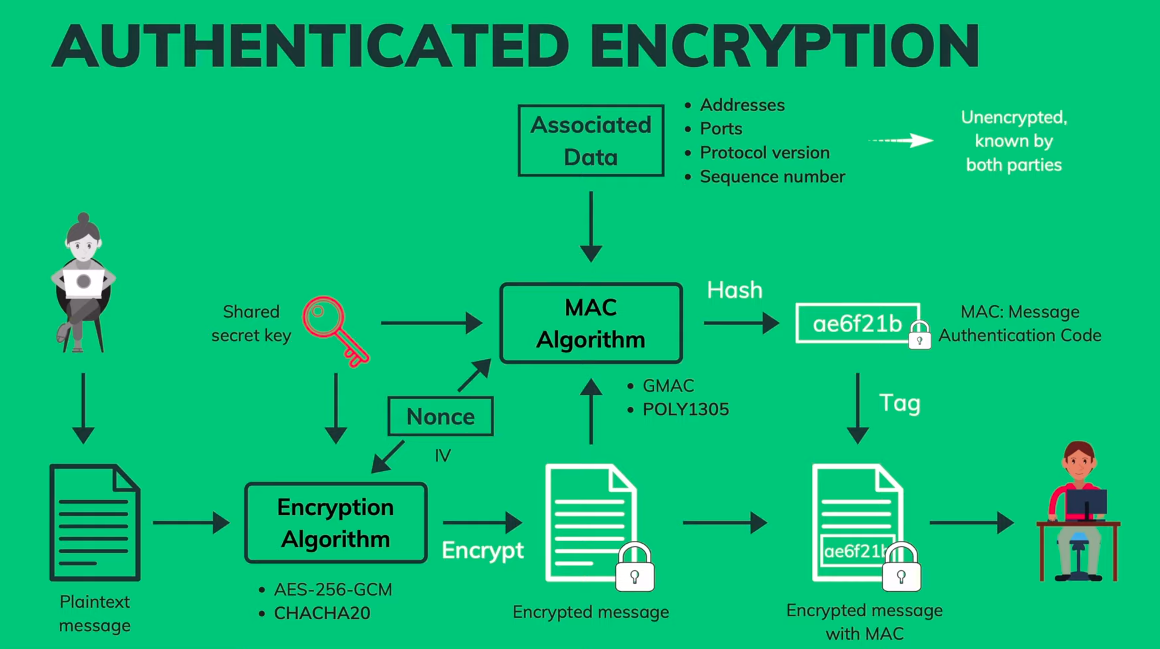 AUTHENTICATED ENCRYPTION
Associated
Data
• Addresses
• Ports
• Protocol version
• Sequence number
Unencrypted,
known by
both parties
Shared
secret key
MAC
Algorithm
Hash
ae6f21b
MAC: Message
Authentication Code
• GMAC
• POLY1305
Tag
Nonce
IV
Encryption
Algorithm
Encrypt
• AES-256-GCM
• CHACHA20
Plaintext
message
Encrypted message
ae6f21b
Encrypted message
with MAC